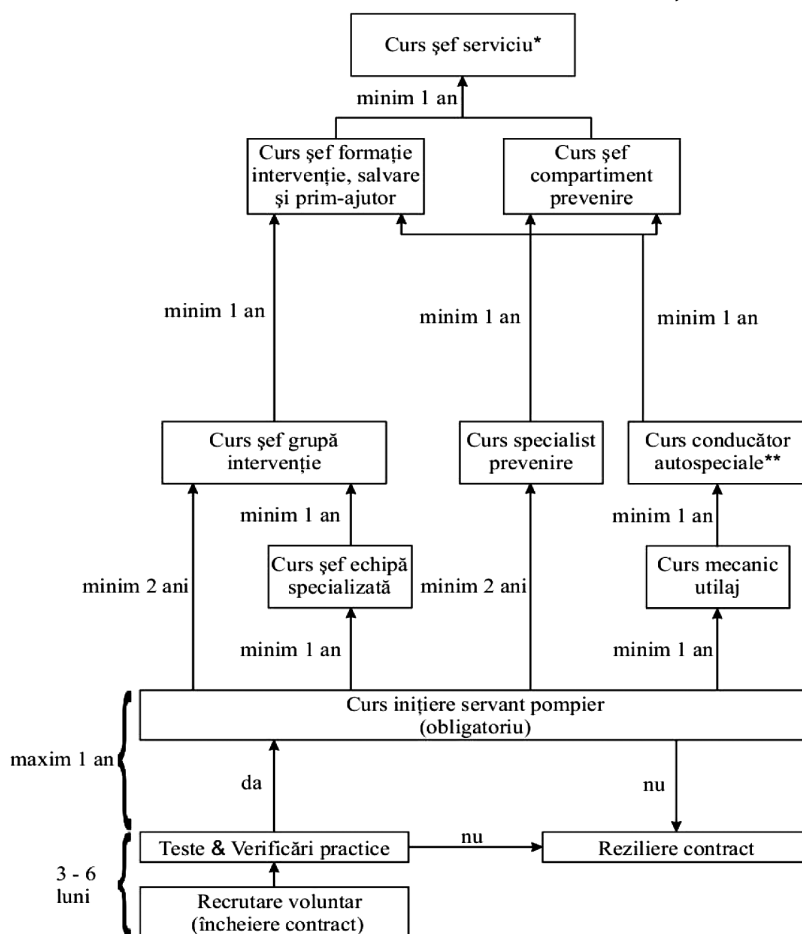 Curs şef serviciu*
minim 1 an
Curs şef formație
intervenție, salvare
şi prim-ajutor
Curs şef
compartiment
prevenire
minim 1 an
minim 1 an
minim 1 an
Curs şef grupă
intervenție
Curs specialist
prevenire
Curs conducător
autospeciale**
minim 1 an
minim 1 an
minim 2 ani
Curs şef echipă
specializată
minim 2 ani
Curs mecanic
utilaj
minim 1 an
minim 1 an
Curs inițiere servant pompier
(obligatoriu)
maxim 1 an
da
nu
Teste & Verificări practice
nu
Reziliere contract
3 - 6
luni
Recrutare voluntar
(încheiere contract)